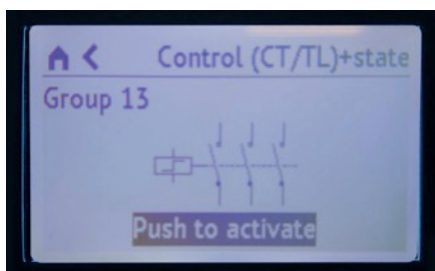 Control (CT/TL)+state
Group 13
Push to activate